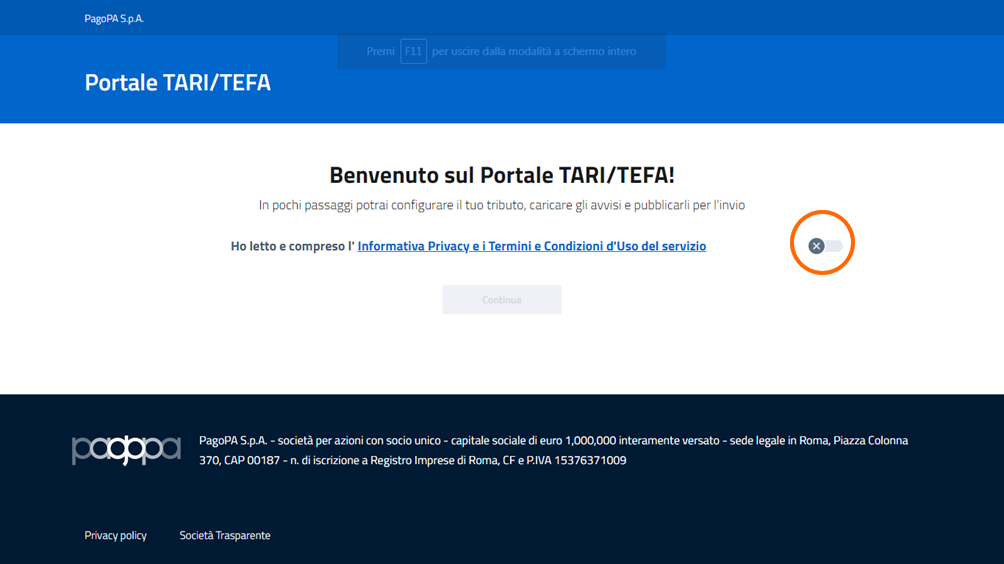 PagoPA S.p.A.
Premi F11 per uscire dalla modalità a schermo intero
Portale TARI/TEFA
Benvenuto sul Portale TARI/TEFA!
In pochi passaggi potrai configurare il tuo tributo, caricare gli avvisi e pubblicarli per l'invio
Ho letto e compreso l' Informativa Privacy e i Termini e Condizioni d'Uso del servizio
Continua
pagopa
PagoPA S.p.A. - società per azioni con socio unico - capitale sociale di euro 1,000,000 interamente versato - sede legale in Roma, Piazza Colonna
370, CAP 00187 - n. di iscrizione a Registro Imprese di Roma, CF e P.IVA 15376371009
Privacy policy
Società Trasparente